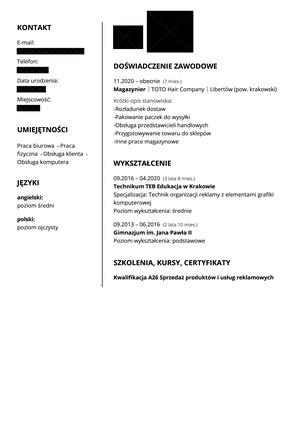 KONTAKT
E-mail:
Telefon:
Data urodzenia:
Miejscowość:
UMIEJĘTNOŚCI
Praca biurowa - Praca
fizyczna - Obsługa klienta -
Obsługa komputera
JĘZYKI
angielski:
poziom średni
polski:
poziom ojczysty
DOŚWIADCZENIE ZAWODOWE
11.2020 – obecnie (7 mies.)
Magazynier | TOTO Hair Company | Libertów (pow. krakowski)
Krótki opis stanowiska:
-Rozładunek dostaw
-Pakowanie paczek do wysyłki
-Obsługa przedstawicieli handlowych
-Przygotowywanie towaru do sklepów
-Inne prace magazynowe
WYKSZTAŁCENIE
09.2016 – 04.2020 (3 lata 8 mies.)
Technikum TEB Edukacja w Krakowie
Specjalizacja: Technik organizacji reklamy z elementami grafiki
komputerowej
Poziom wykształcenia: średnie
09.2013 – 06.2016 (2 lata 10 mies.)
Gimnazjum im. Jana Pawła II
Poziom wykształcenia: podstawowe
SZKOLENIA, KURSY, CERTYFIKATY
Kwalifikacja A26 Sprzedaż produktów i usług reklamowych